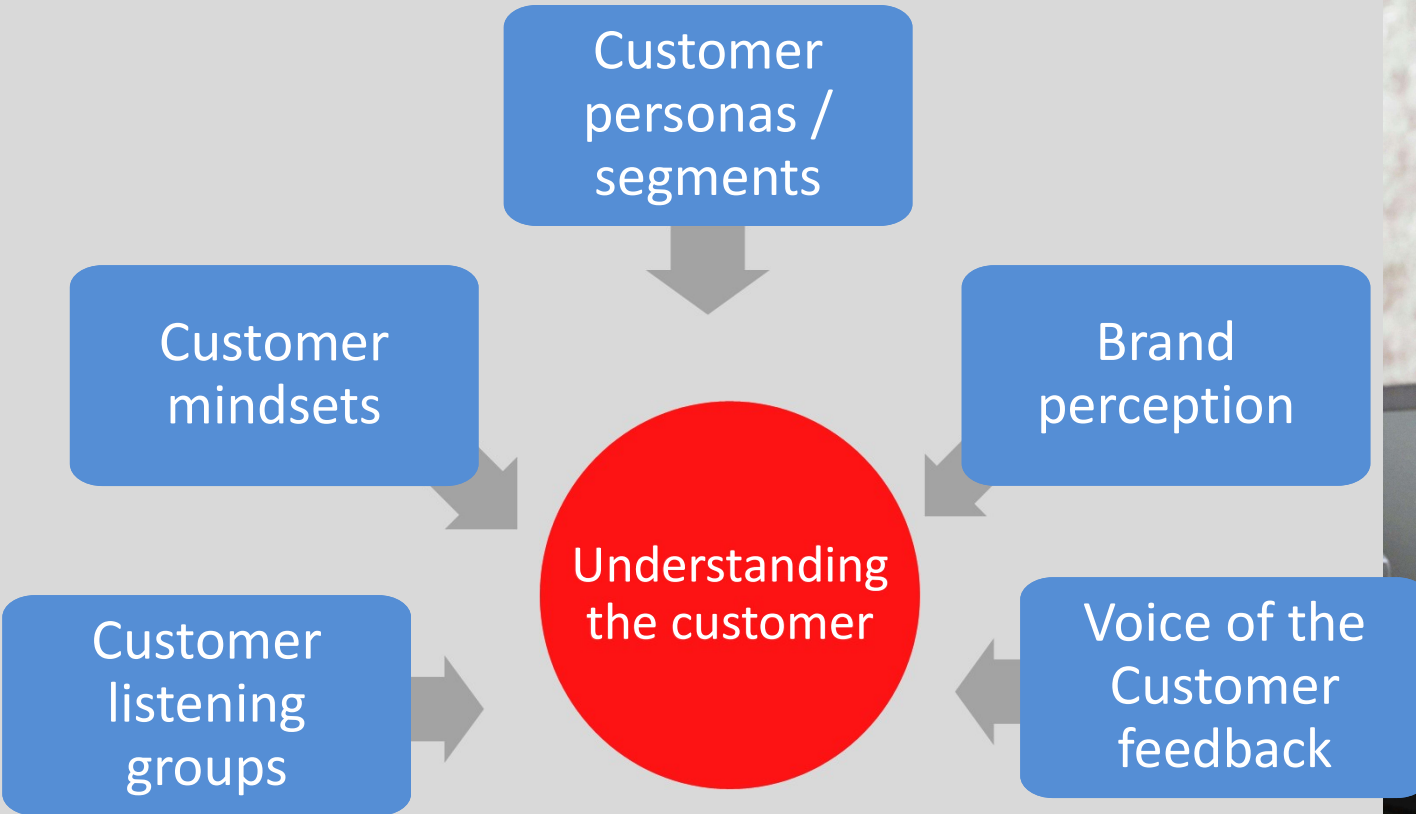 Customer
personas /
segments
Customer
mindsets
Brand
perception
Understanding
the customer
Customer
listening
groups
Voice of the
Customer
feedback